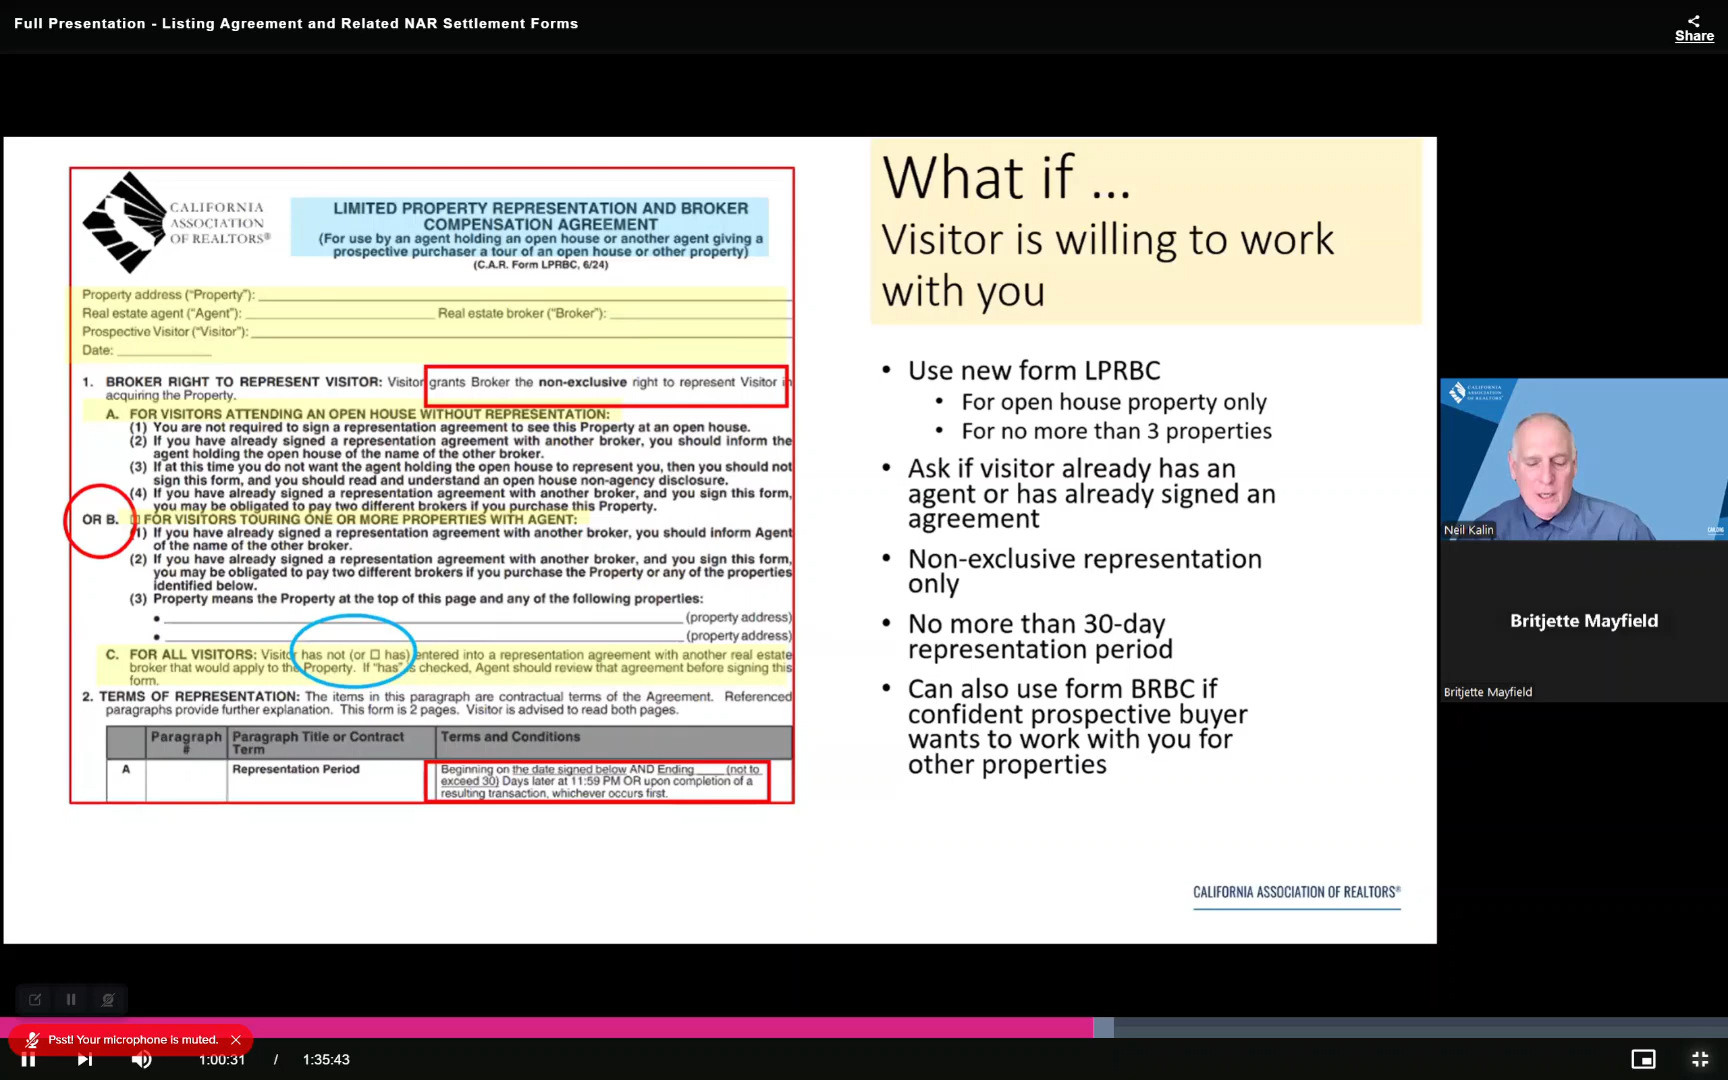 Full Presentation - Listing Agreement and Related NAR Settlement Forms
Share
CALIFORNIA
ASSOCIATION
OF REALTORS®
LIMITED PROPERTY REPRESENTATION AND BROKER
COMPENSATION AGREEMENT
(For use by an agent holding an open house or another agent giving a
prospective purchaser a tour of an open house or other property)
(C.A.R. Form LPRBC, 6/24)
Property address ("Property"):
Real estate agent ("Agent"): Real estate broker ("Broker"):
Prospective Visitor ("Visitor"):
Date:
1. BROKER RIGHT TO REPRESENT VISITOR: Visitor grants Broker the non-exclusive right to represent Visitor in
acquiring the Property.
A. FOR VISITORS ATTENDING AN OPEN HOUSE WITHOUT REPRESENTATION:
(1) You are not required to sign a representation agreement to see this Property at an open house.
(2) If you have already signed a representation agreement with another broker, you should inform the
agent holding the open house of the name of the other broker.
(3) If at this time you do not want the agent holding the open house to represent you, then you should not
sign this form, and you should read and understand an open house non-agency disclosure.
(4) If you have already signed a representation agreement with another broker, and you sign this form,
you may be obligated to pay two different brokers if you purchase this Property.
OR B. ☐ FOR VISITORS TOURING ONE OR MORE PROPERTIES WITH AGENT:
(1) If you have already signed a representation agreement with another broker, you should inform Agent
of the name of the other broker.
(2) If you have already signed a representation agreement with another broker, and you sign this form,
you may be obligated to pay two different brokers if you purchase the Property or any of the properties
identified below.
(3) Property means the Property at the top of this page and any of the following properties:
• (property address)
• (property address)
C. FOR ALL VISITORS: Visitor has not (or ☐ has) entered into a representation agreement with another real estate
broker that would apply to the Property. If "has" is checked, Agent should review that agreement before signing this
form.
2. TERMS OF REPRESENTATION: The items in this paragraph are contractual terms of the Agreement. Referenced
paragraphs provide further explanation. This form is 2 pages. Visitor is advised to read both pages.
Paragraph # Paragraph Title or Contract Term Terms and Conditions
A Representation Period Beginning on the date signed below AND Ending ____ (not to
exceed 30) Days later at 11:59 PM OR upon completion of a
resulting transaction, whichever occurs first.
What if ...
Visitor is willing to work
with you
• Use new form LPRBC
• For open house property only
• For no more than 3 properties
• Ask if visitor already has an
agent or has already signed an
agreement
• Non-exclusive representation
only
• No more than 30-day
representation period
• Can also use form BRBC if
confident prospective buyer
wants to work with you for
other properties
CALIFORNIA ASSOCIATION OF REALTORS®
CALIFORNIA
ASSOCIATION
OF REALTORS®
Neil Kalin
Britjette Mayfield
Britjette Mayfield
Psst! Your microphone is muted.
1:00:31 / 1:35:43